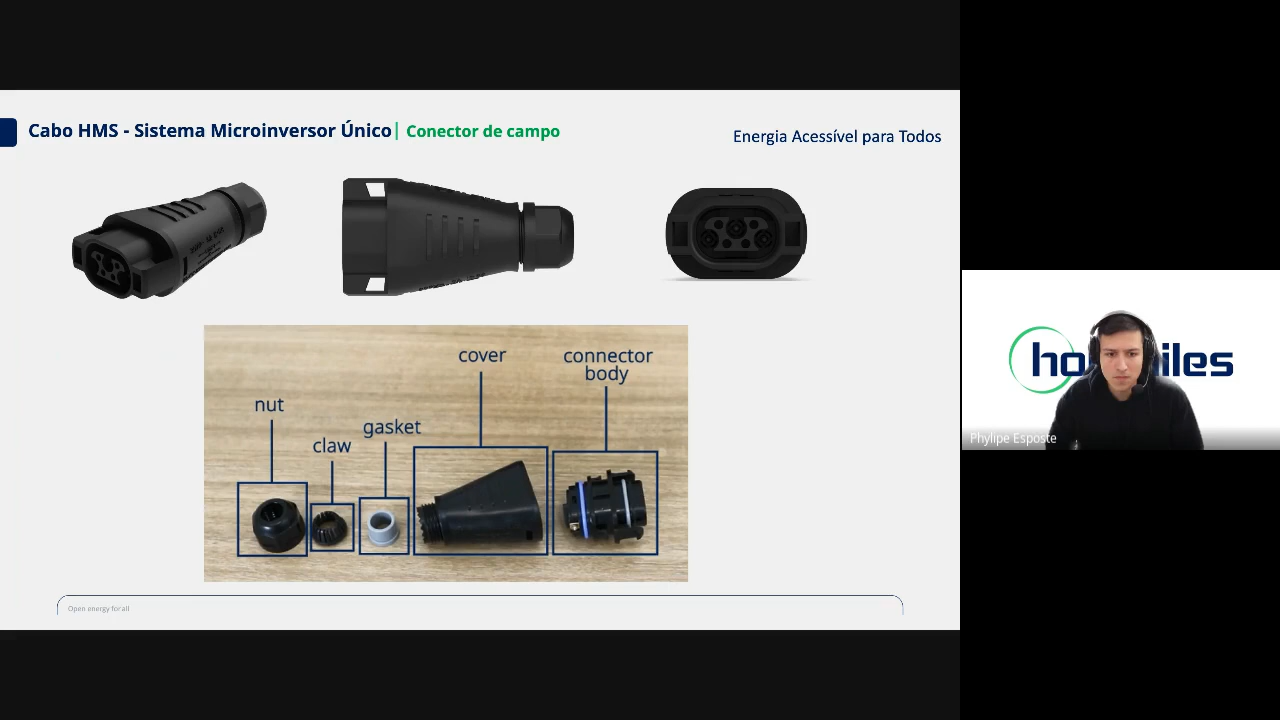 Cabo HMS - Sistema Microinversor Único| Conector de campo
Energia Acessível para Todos
cover
connector
body
nut
gasket
claw
Phylipe Esposte
Open energy for all